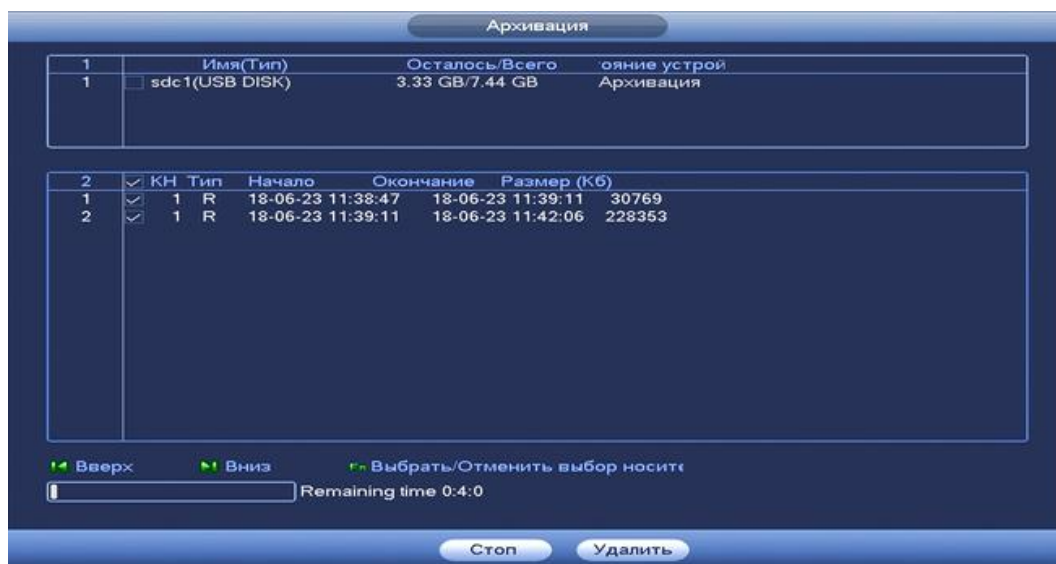 Архивация
1 Имя(Тип) Осталось/Всего ояние устрой
1 sdc1(USB DISK) 3.33 GB/7.44 GB Архивация
2 КН Тип Начало Окончание Размер (Кб)
1 1 R 18-06-23 11:38:47 18-06-23 11:39:11 30769
2 1 R 18-06-23 11:39:11 18-06-23 11:42:06 228353
Вверх Вниз Fn Выбрать/Отменить выбор носите
Remaining time 0:4:0
Стоп Удалить